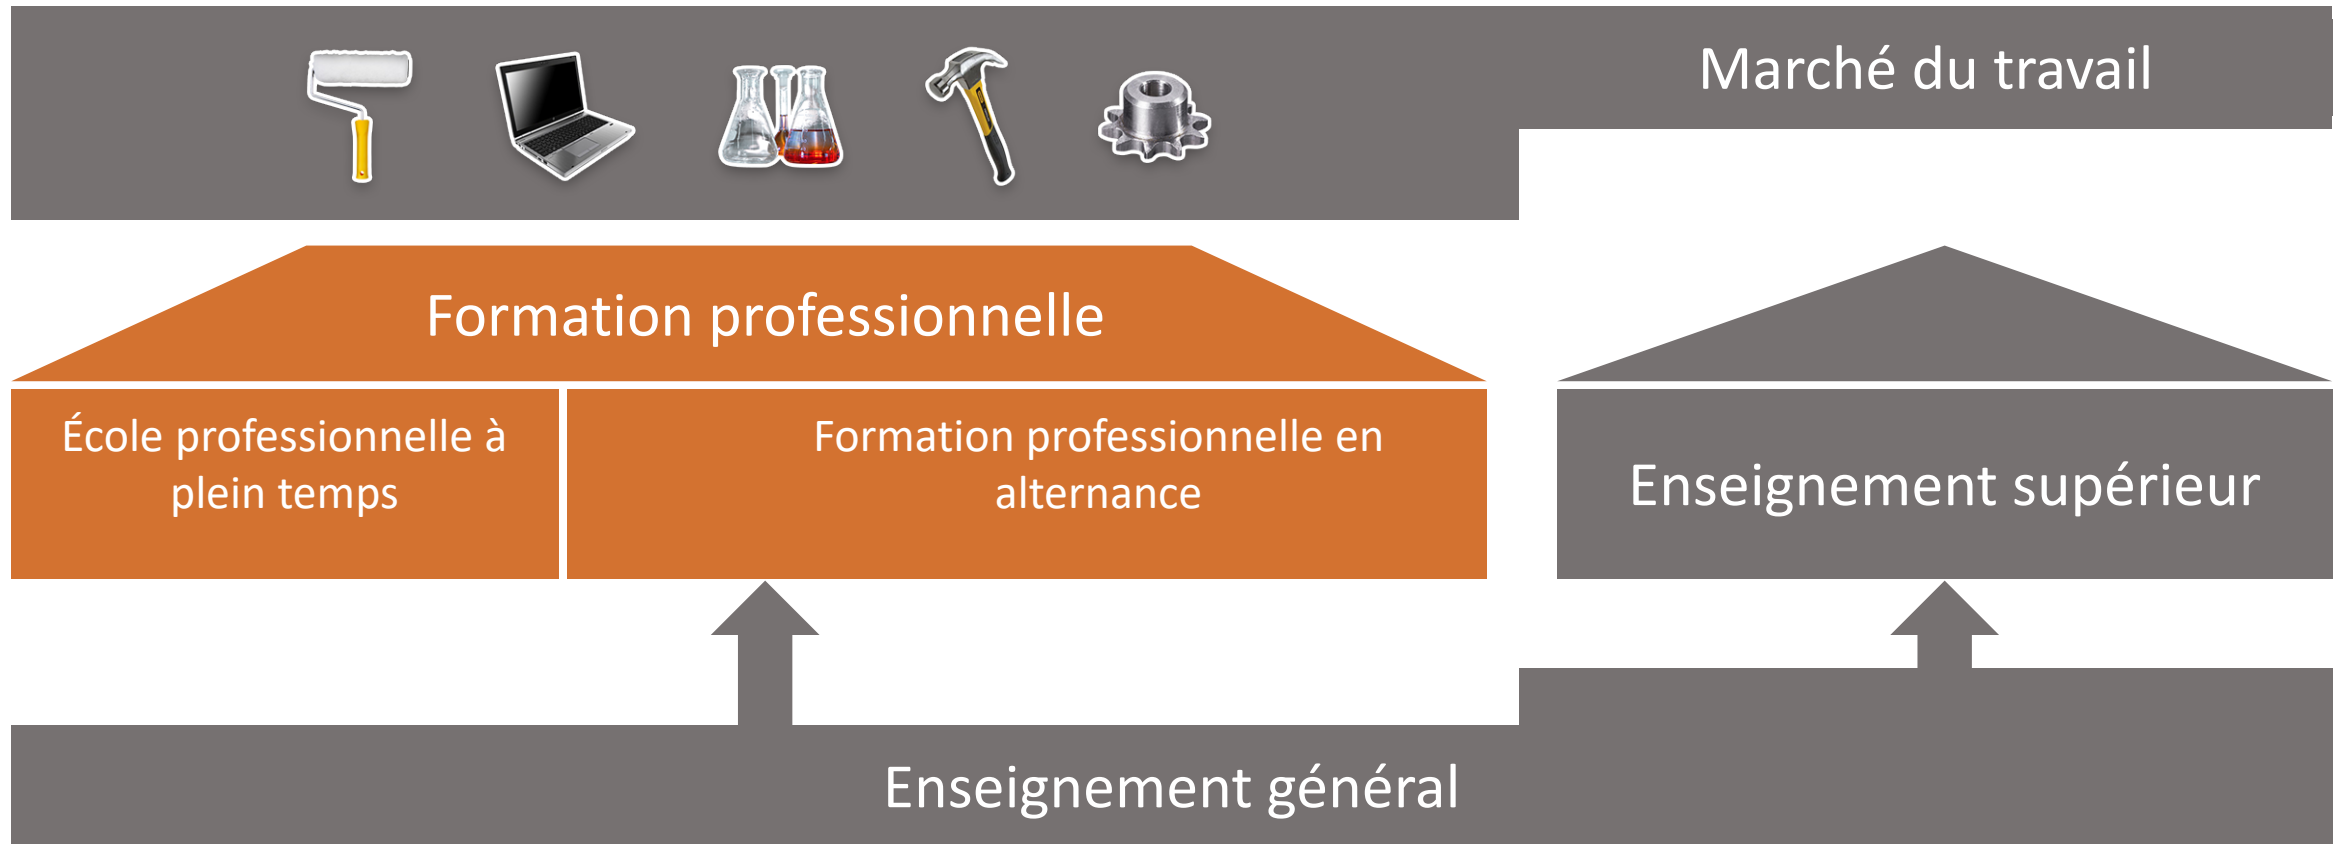 Marché du travail
Formation professionnelle
École professionnelle à
plein temps
Formation professionnelle en
alternance
Enseignement supérieur
Enseignement général